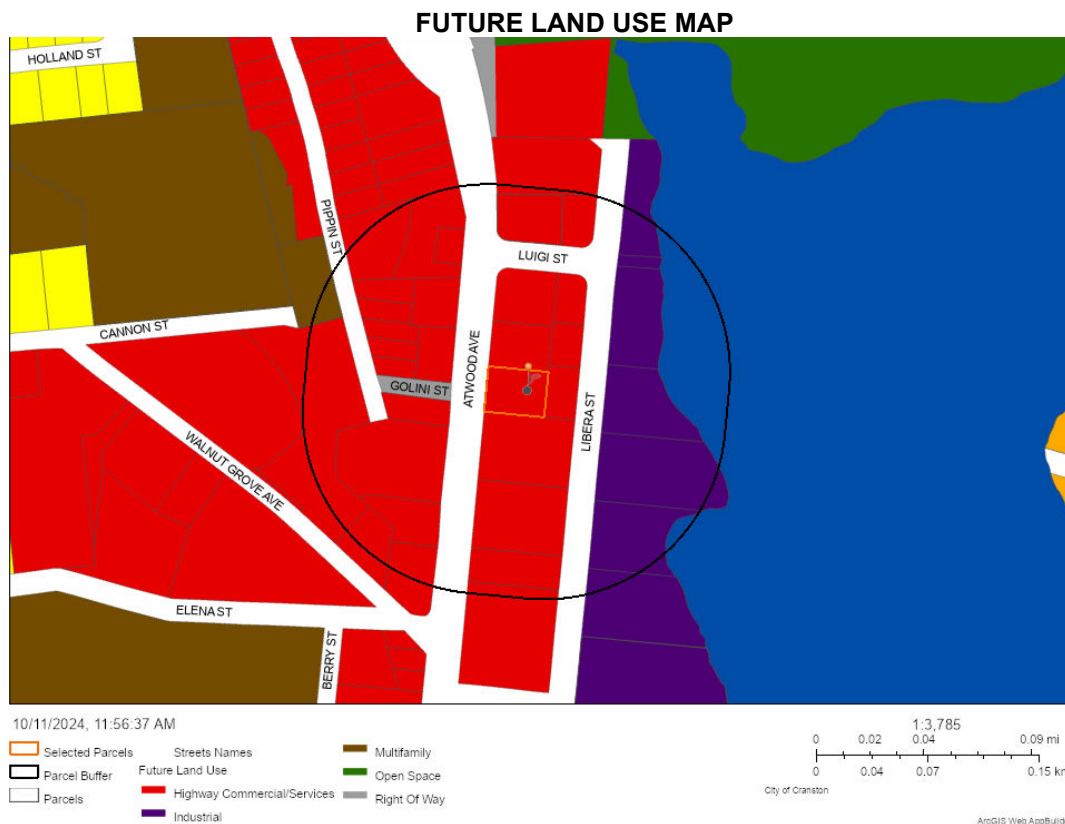 FUTURE LAND USE MAP
HOLLAND ST
PIPPIN ST
LUIGI ST
CANNON ST
ATWOOD AVE
GOLINI ST
LIBERA ST
WALNUT GROVE AVE
ELENA ST
BERRY ST
10/11/2024, 11:56:37 AM
Selected Parcels
Parcel Buffer
Parcels
Streets Names
Future Land Use
Highway Commercial/Services
Industrial
Multifamily
Open Space
Right Of Way
1:3,785
0 0.02 0.04 0.09 mi
0 0.04 0.07 0.15 km
City of Cranston
ArcGIS Web AppBuilde